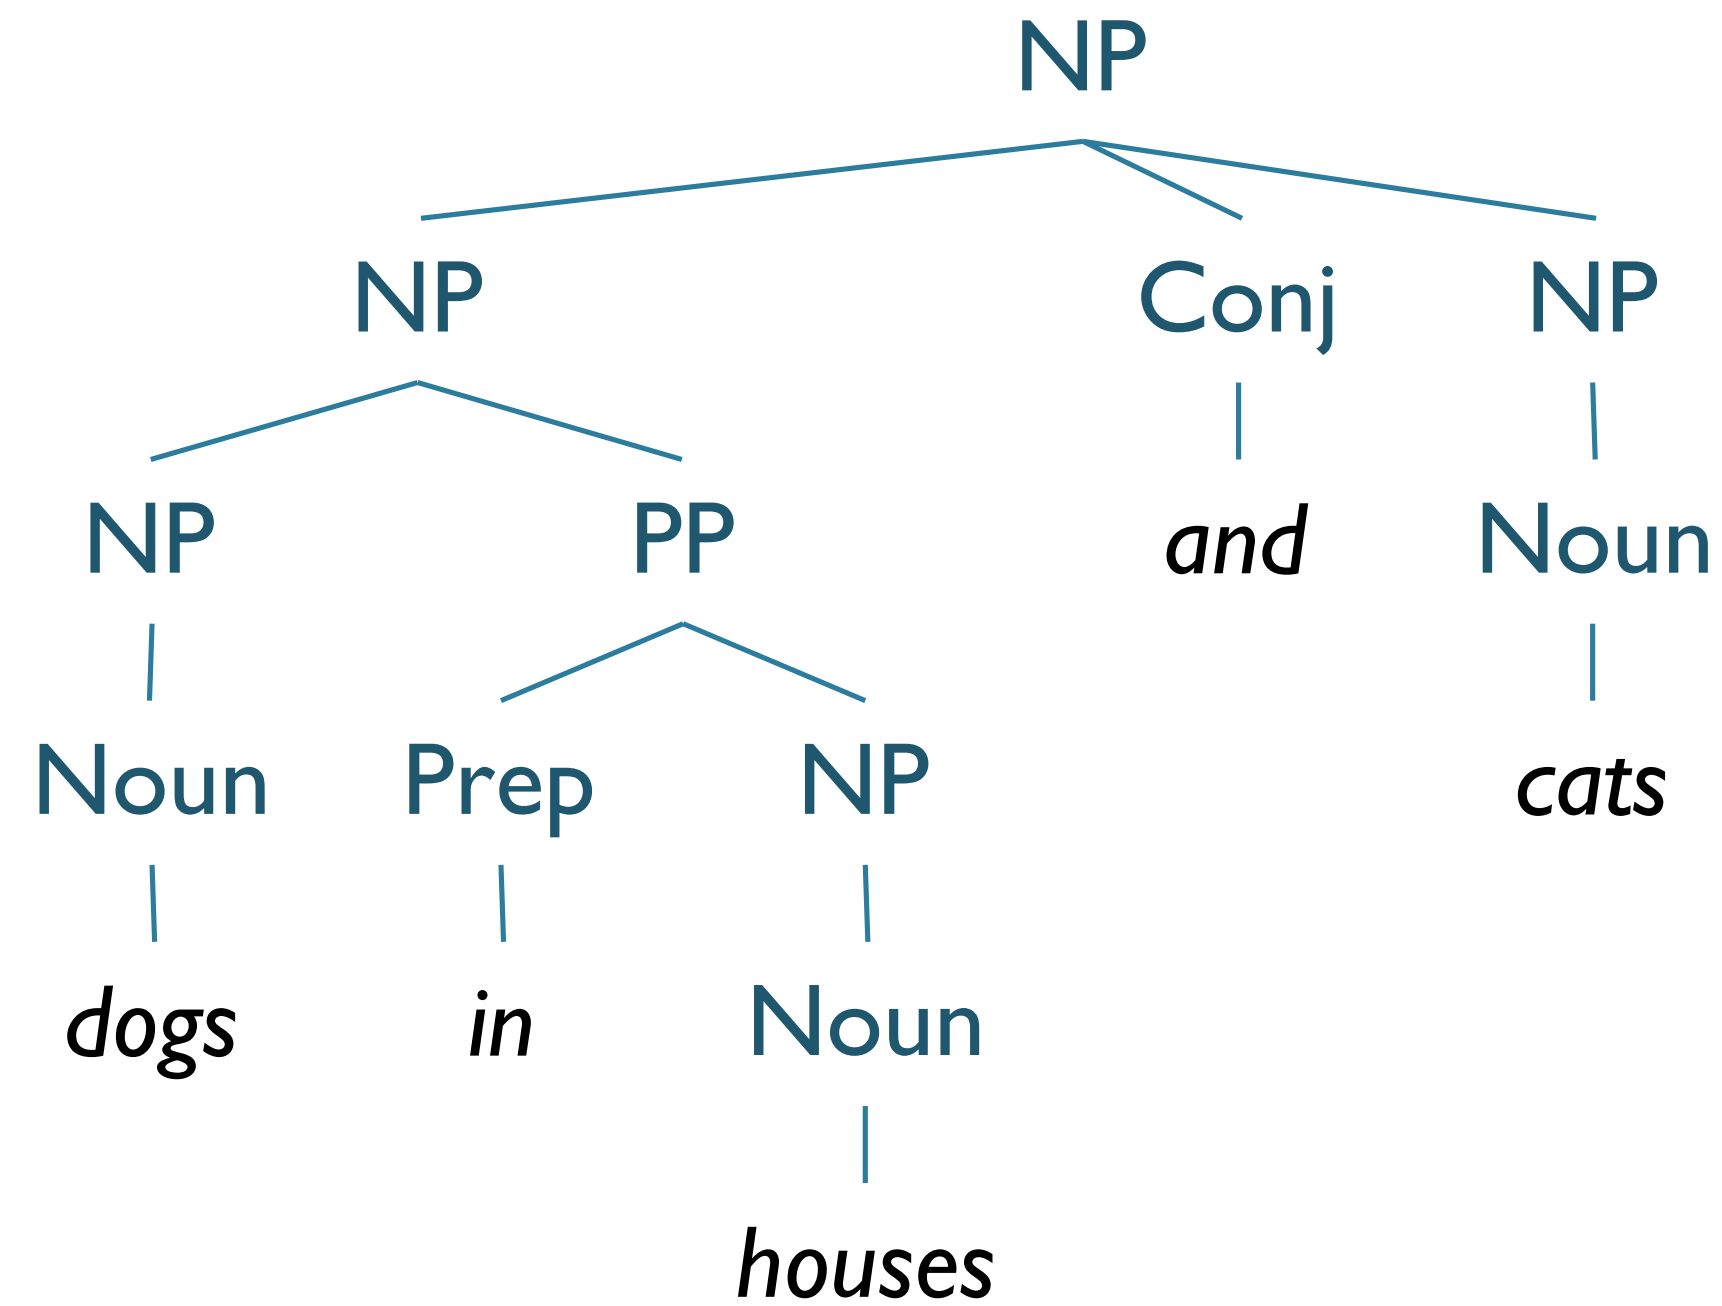 NP
NP Conj NP
NP PP and Noun
Noun Prep NP cats
dogs in Noun
houses